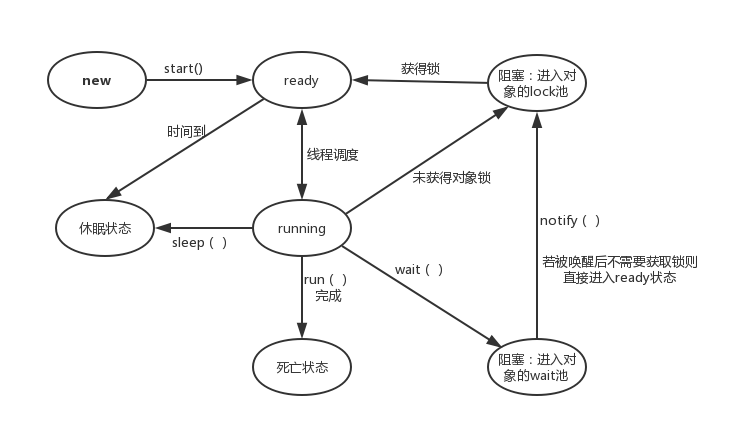 new
start()
ready
获得锁
阻塞：进入对
象的lock池
时间到
线程调度
未获得对象锁
休眠状态
sleep（ ）
running
notify（ ）
run（ ）
完成
wait（ ）
若被唤醒后不需要获取锁则
直接进入ready状态
死亡状态
阻塞：进入对
象的wait池